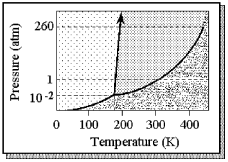 Pressure (atm)
260
1
10-2
0 100 200 300 400
Temperature (K)